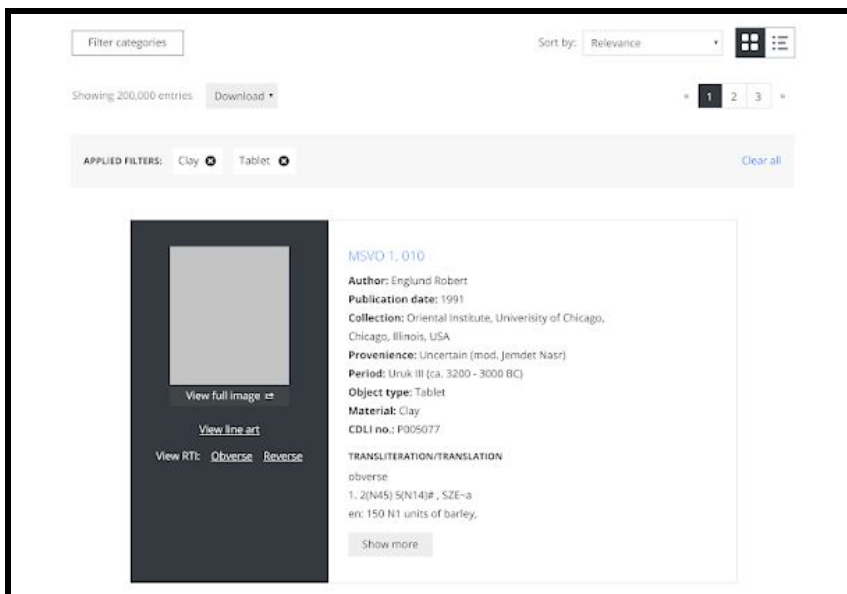 Filter categories
Sort by: Relevance
Showing 200,000 entries Download
« 1 2 3 »
APPLIED FILTERS: Clay Tablet Clear all
MSVO 1, 010
Author: Englund Robert
Publication date: 1991
Collection: Oriental Institute, Univerisity of Chicago,
Chicago, Illinois, USA
Provenience: Uncertain (mod. Jemdet Nasr)
Period: Uruk III (ca. 3200 - 3000 BC)
Object type: Tablet
Material: Clay
CDLI no.: P005077
View full image
View line art
View RTI: Obverse Reverse
TRANSLITERATION/TRANSLATION
obverse
1. 2(N45) 5(N14)# , SZE~a
en: 150 N1 units of barley,
Show more